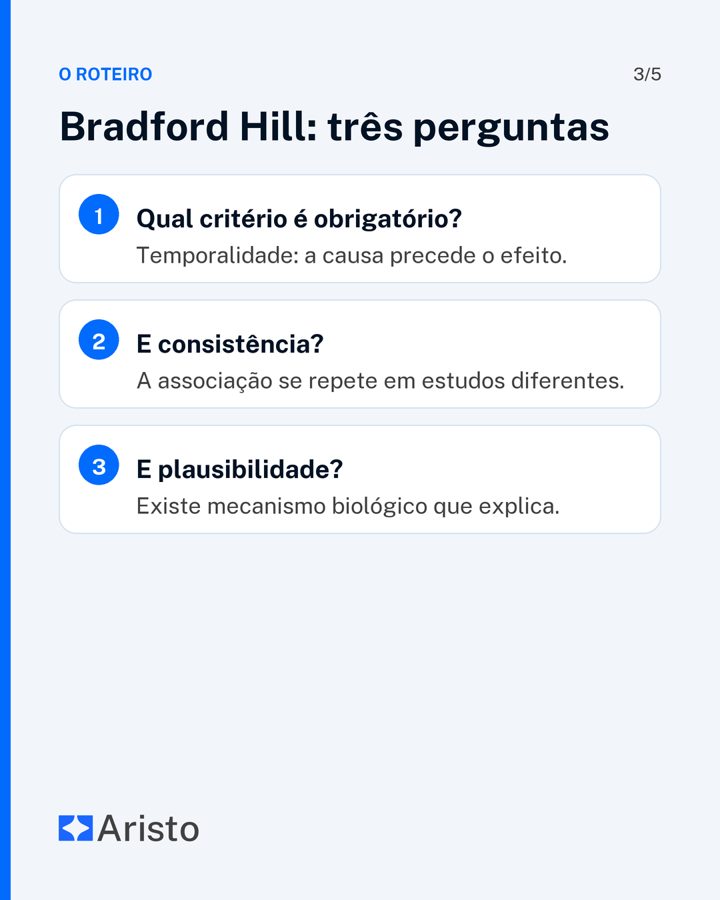 O ROTEIRO
3/5
Bradford Hill: três perguntas
1
Qual critério é obrigatório?
Temporalidade: a causa precede o efeito.
2
E consistência?
A associação se repete em estudos diferentes.
3
E plausibilidade?
Existe mecanismo biológico que explica.
Aristo